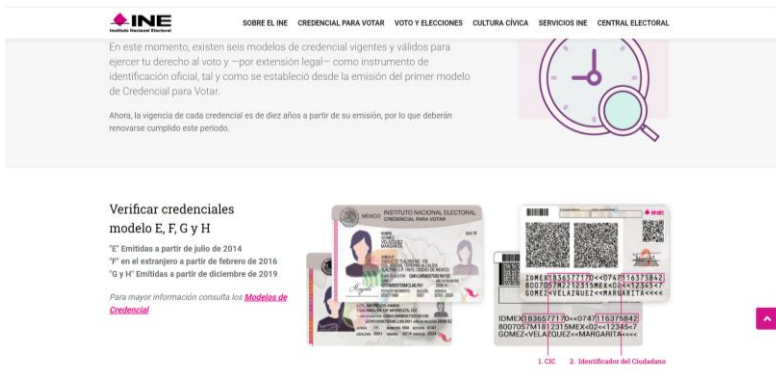 INE
Instituto Nacional Electoral
SOBRE EL INE CREDENCIAL PARA VOTAR VOTO Y ELECCIONES CULTURA CÍVICA SERVICIOS INE CENTRAL ELECTORAL
En este momento, existen seis modelos de credencial vigentes y válidos para
ejercer tu derecho al voto y —por extensión legal— como instrumento de
identificación oficial, tal y como se estableció desde la emisión del primer modelo
de Credencial para Votar.
Ahora, la vigencia de cada credencial es de diez años a partir de su emisión, por lo que deberán
renovarse cumplido este periodo.
Verificar credenciales
modelo E, F, G y H
"E" Emitidas a partir de julio de 2014
"F" en el extranjero a partir de febrero de 2016
"G y H" Emitidas a partir de diciembre de 2019
Para mayor información consulta los Modelos de
Credencial
MÉXICO INSTITUTO NACIONAL ELECTORAL
CREDENCIAL PARA VOTAR
GOMEZ
VELAZQUEZ
MARGARITA
INE
IDMEX1836577170<<0747116375842
8007057M2212315MEX<02<<12345<7
GOMEZ<VELAZQUEZ<<MARGARITA<<<<
IDMEX1836577170<<0747116375842
8007057M1812315MEX<02<<12345<7
GOMEZ<VELAZQUEZ<<MARGARITA<<<<
1. CIC 2. Identificador del Ciudadano